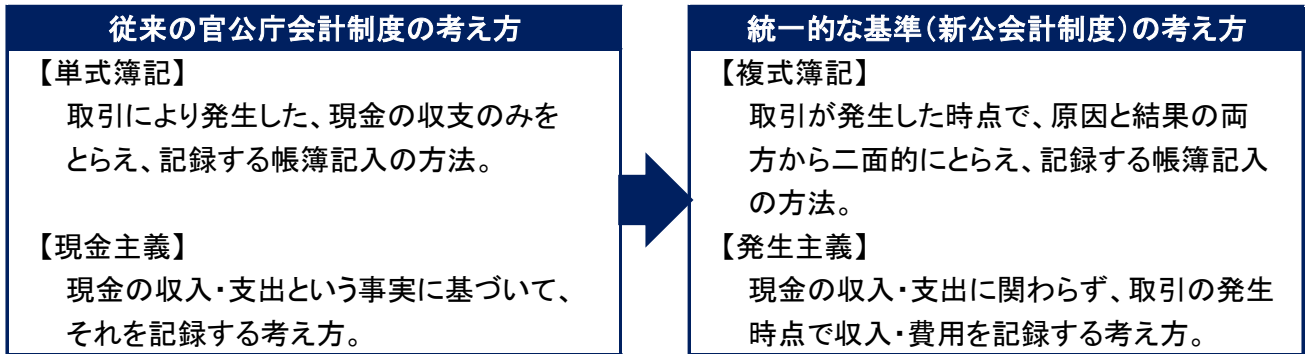 従来の官公庁会計制度の考え方
【単式簿記】
取引により発生した、現金の収支のみを
とらえ、記録する帳簿記入の方法。
【現金主義】
現金の収入・支出という事実に基づいて、
それを記録する考え方。
統一的な基準(新公会計制度)の考え方
【複式簿記】
取引が発生した時点で、原因と結果の両
方から二面的にとらえ、記録する帳簿記入
の方法。
【発生主義】
現金の収入・支出に関わらず、取引の発生
時点で収入・費用を記録する考え方。